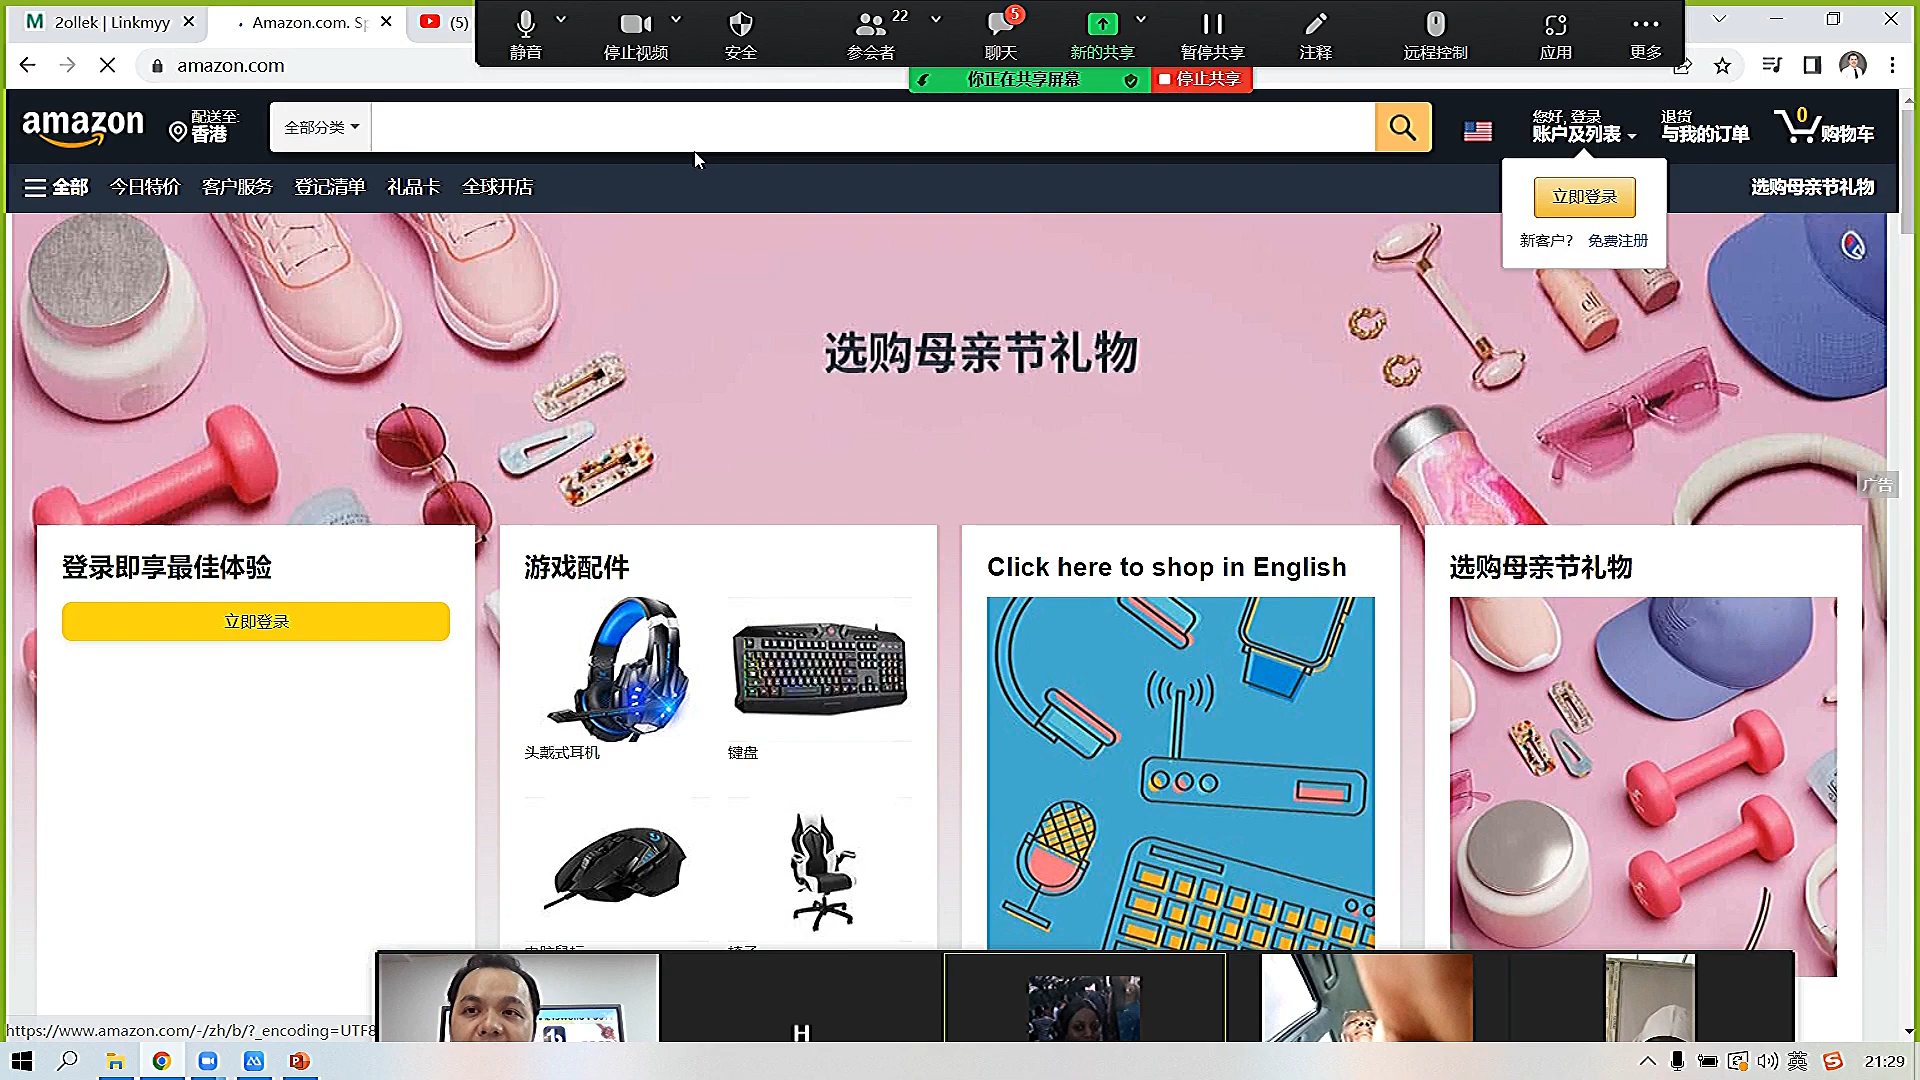 2ollek | Linkmyy
Amazon.com. Sp
(5)
静音
停止视频
安全
22
参会者
5
聊天
新的共享
暂停共享
注释
远程控制
应用
更多
amazon.com
你正在共享屏幕
停止共享
amazon
配送至:
香港
全部分类
您好, 登录
账户及列表
退货
与我的订单
0
购物车
全部
今日特价
客户服务
登记清单
礼品卡
全球开店
选购母亲节礼物
立即登录
新客户?
免费注册
选购母亲节礼物
elf
广告
登录即享最佳体验
立即登录
游戏配件
头戴式耳机
键盘
Click here to shop in English
选购母亲节礼物
https://www.amazon.com/-/zh/b/?_encoding=UTF8
H
英
21:29